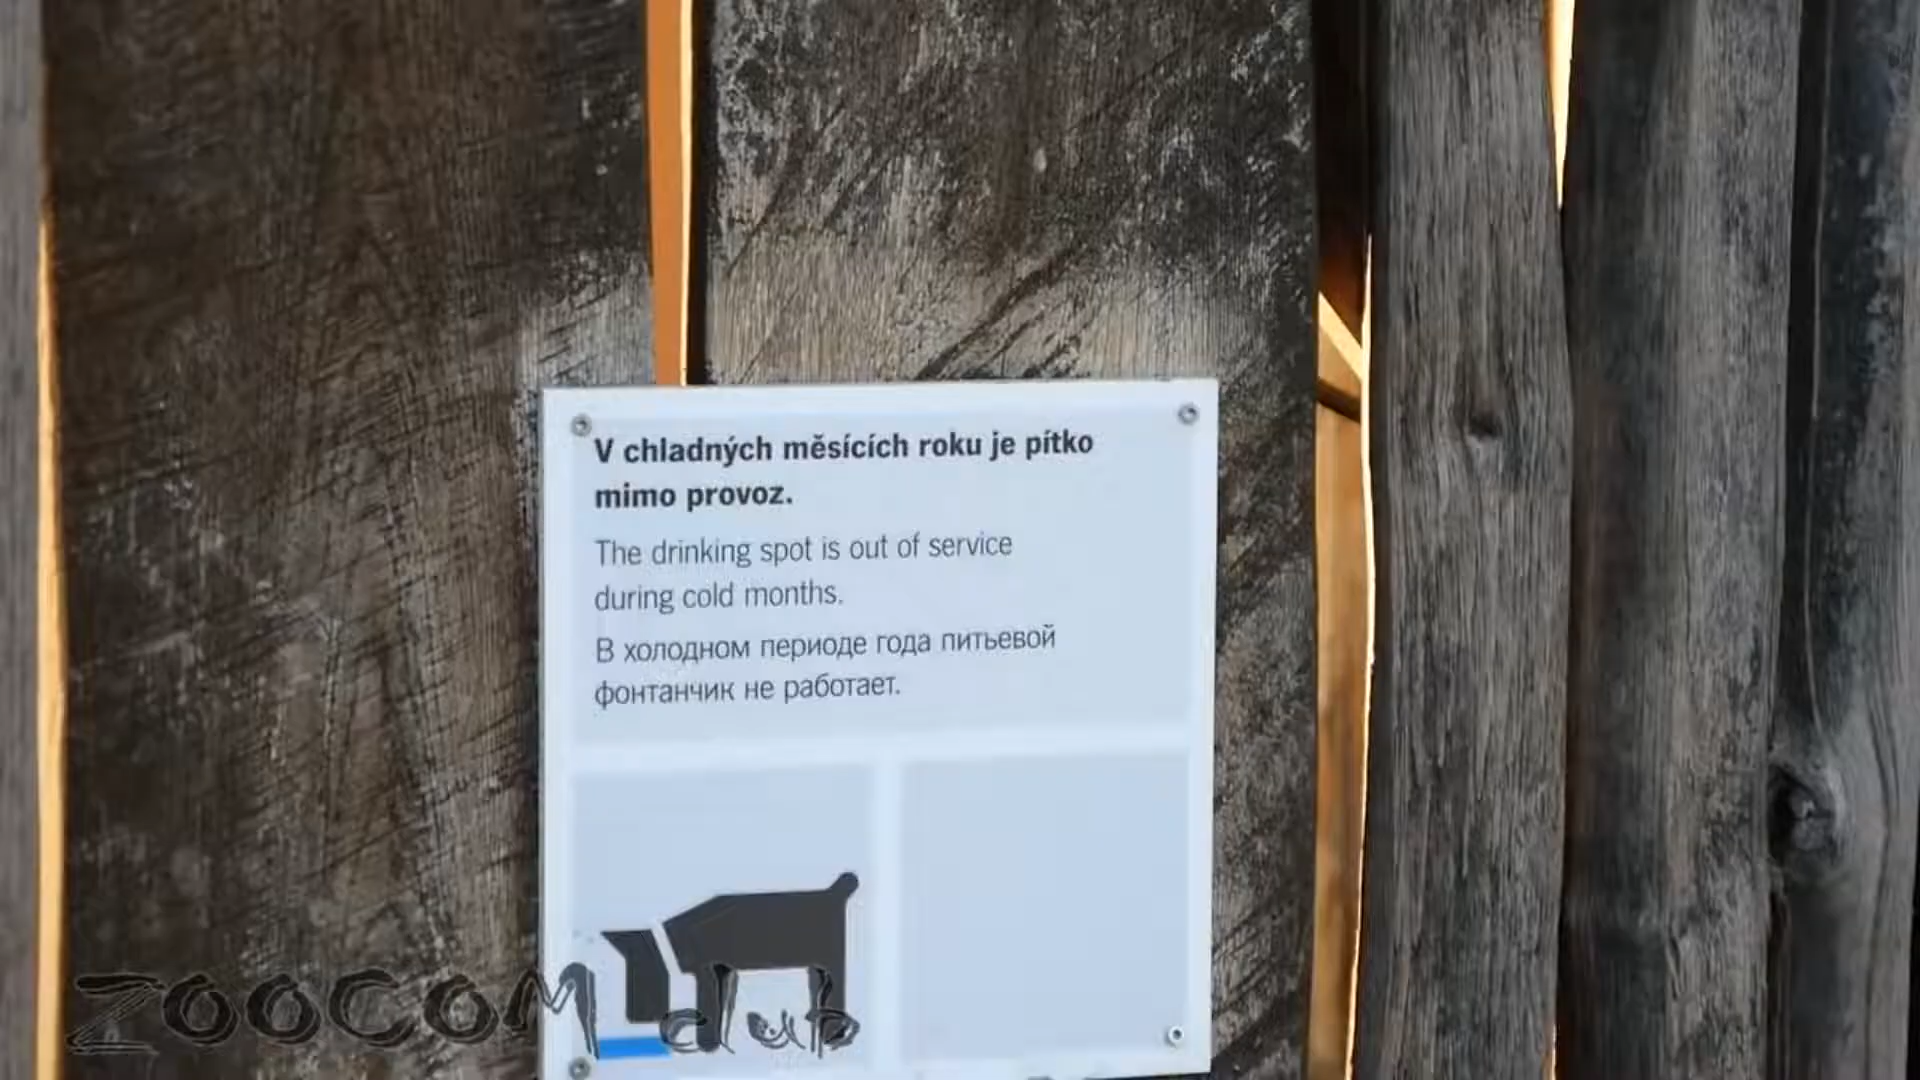 V chladných měsících roku je pítko
mimo provoz.
The drinking spot is out of service
during cold months.
В холодном периоде года питьевой
фонтанчик не работает.
ZOOCOM club